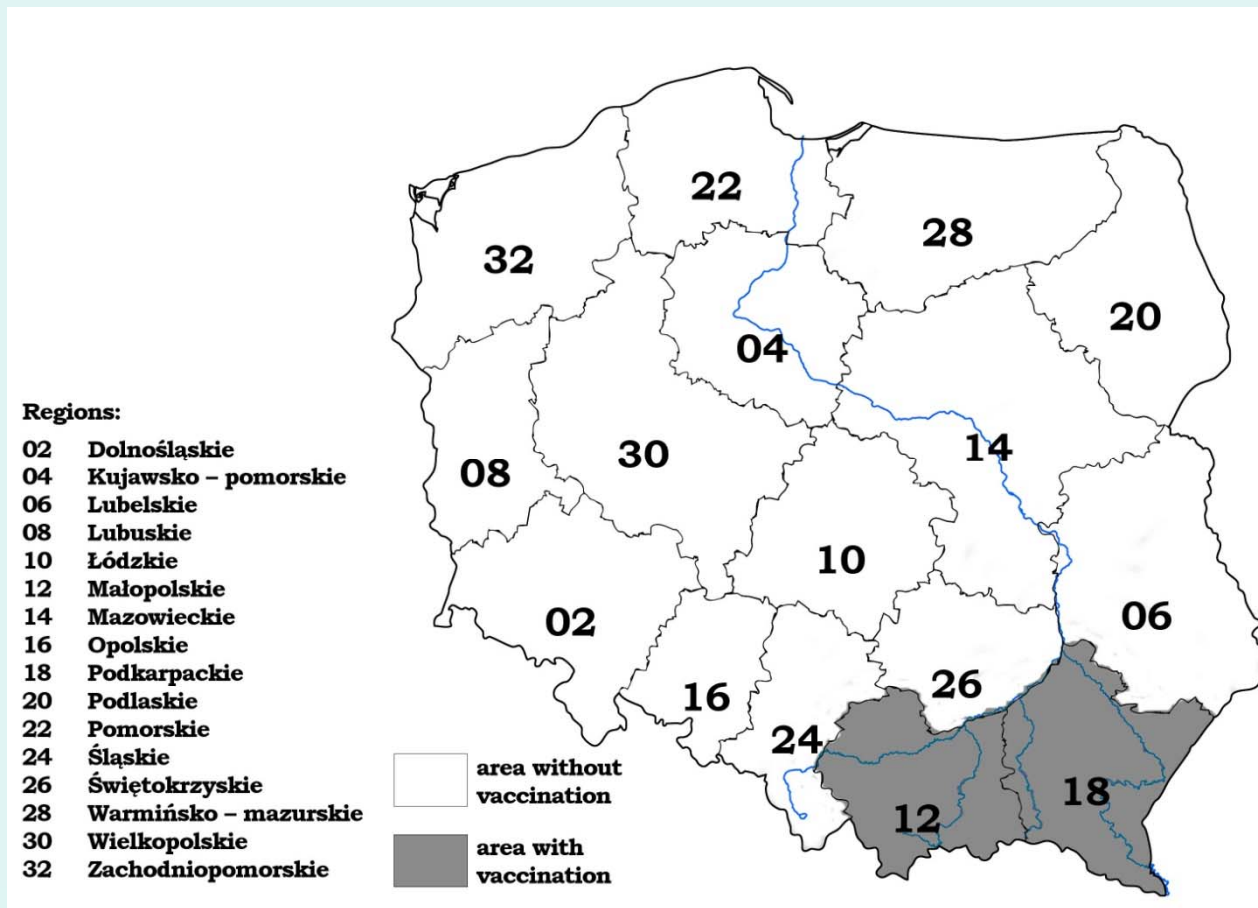 22
28
32
20
04
Regions:
02 Dolnośląskie
04 Kujawsko – pomorskie
06 Lubelskie
08 Lubuskie
10 Łódzkie
12 Małopolskie
14 Mazowieckie
16 Opolskie
18 Podkarpackie
20 Podlaskie
22 Pomorskie
24 Śląskie
26 Świętokrzyskie
28 Warmińsko – mazurskie
30 Wielkopolskie
32 Zachodniopomorskie
14
30
08
10
06
02
26
16
24
18
12
area without
vaccination
area with
vaccination